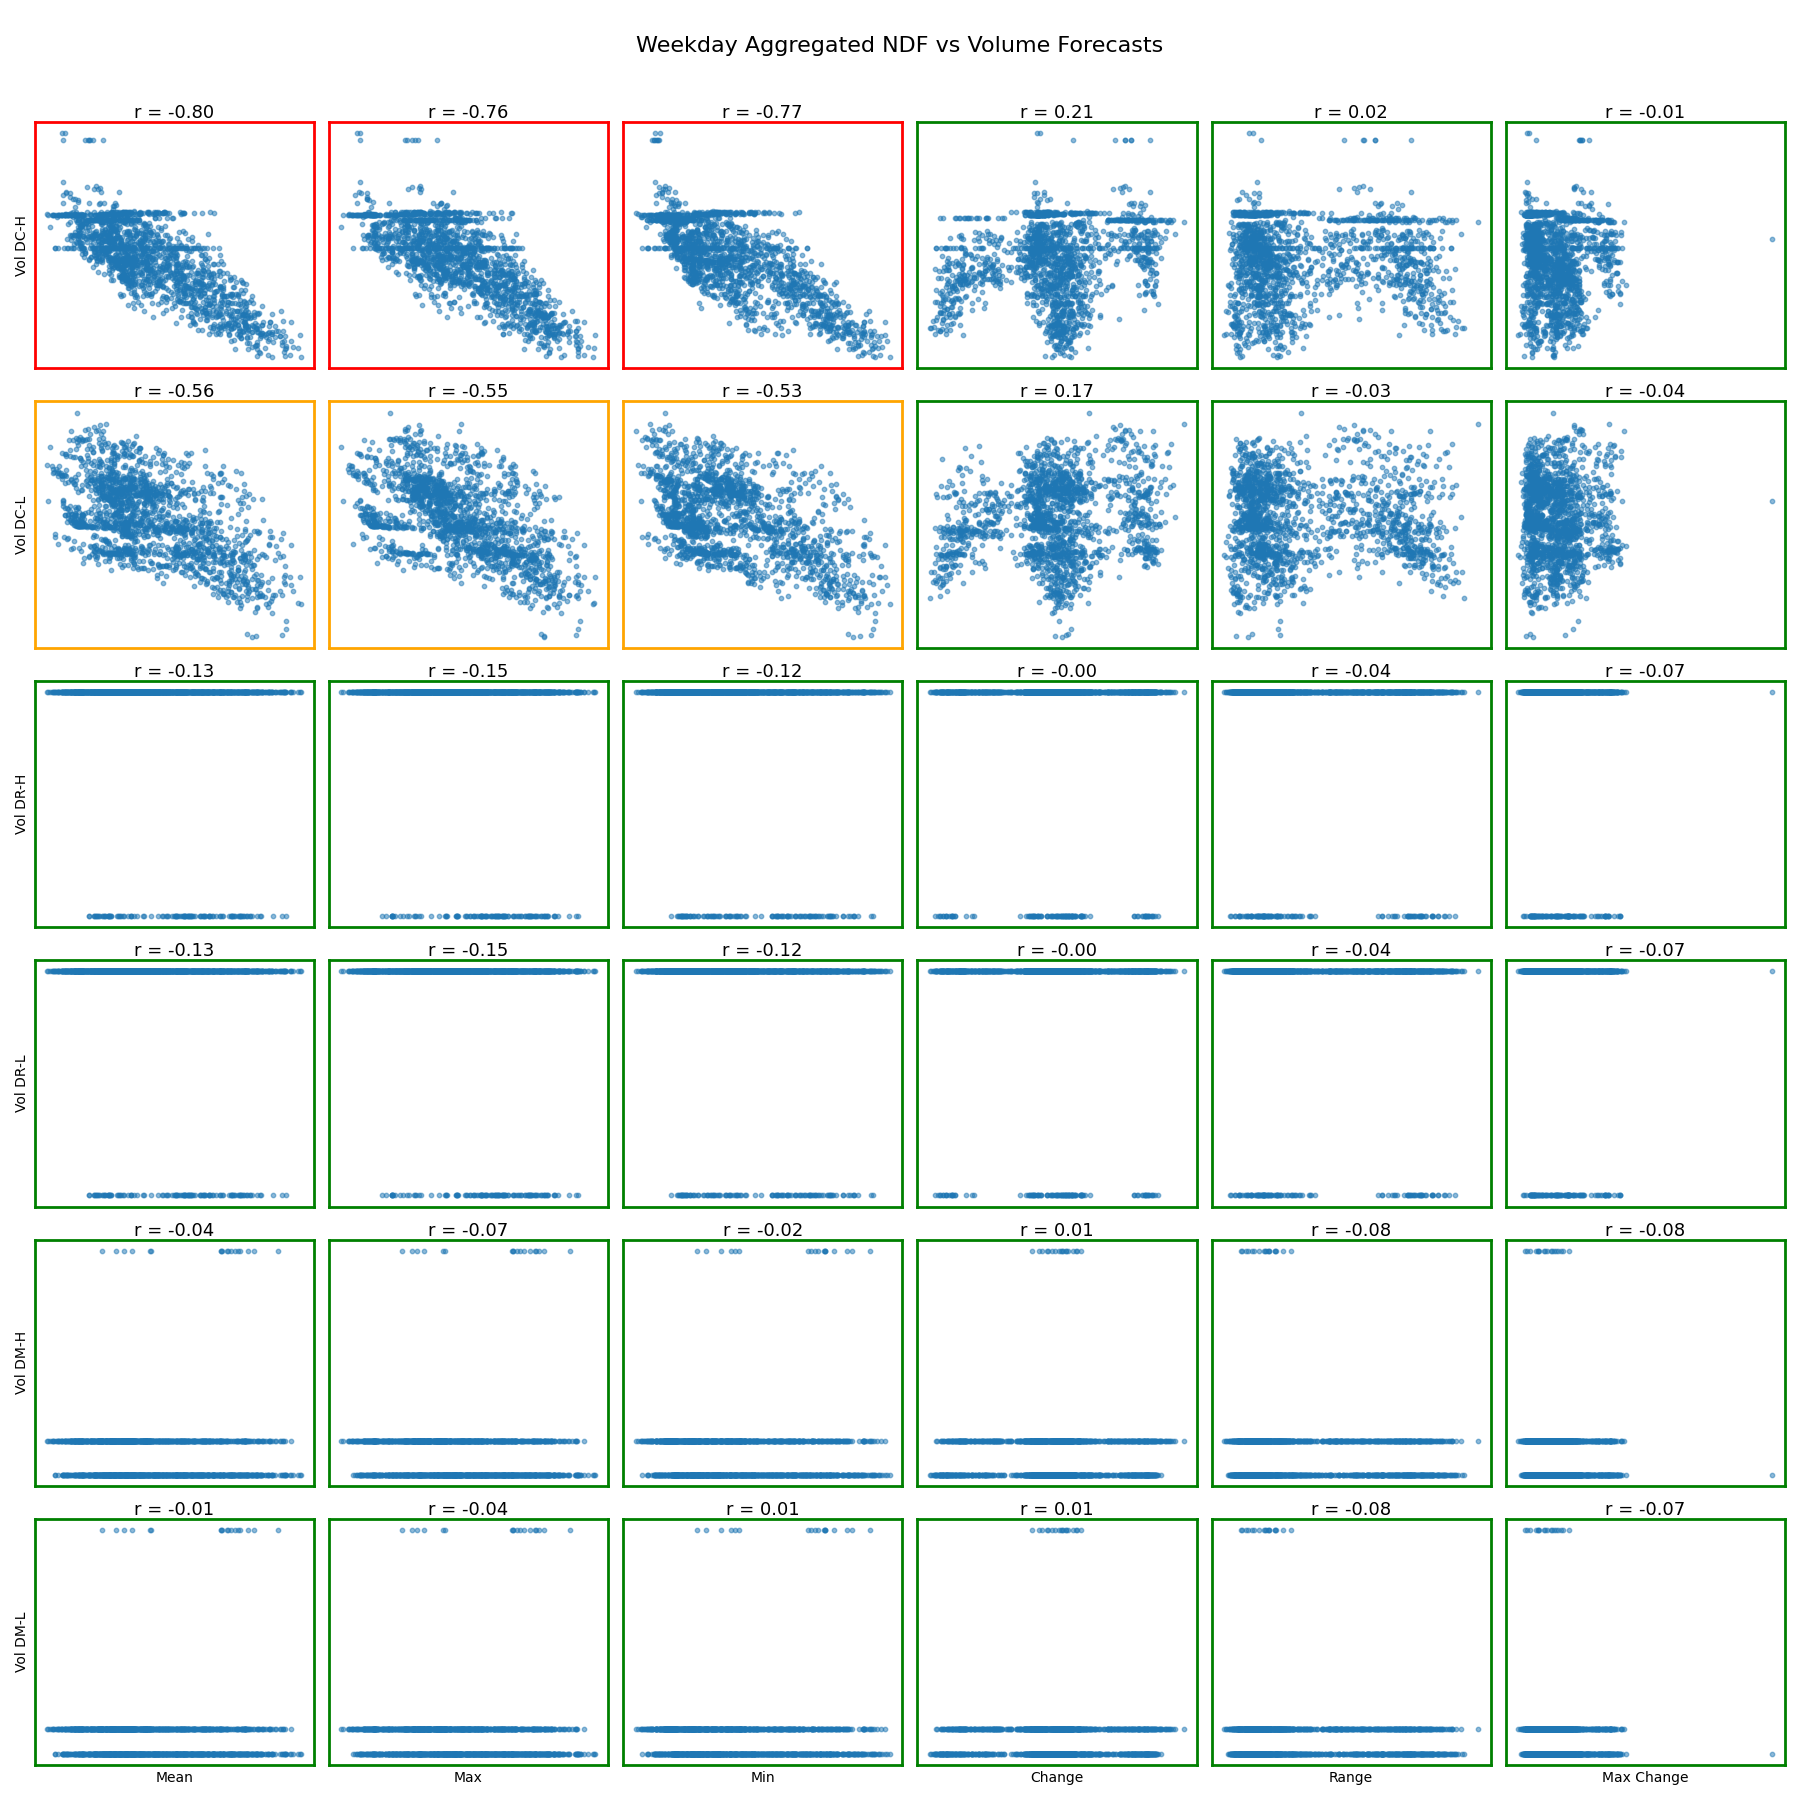 Weekday Aggregated NDF vs Volume Forecasts
r = -0.80
r = -0.76
r = -0.77
r = 0.21
r = 0.02
r = -0.01
Vol DC-H
r = -0.56
r = -0.55
r = -0.53
r = 0.17
r = -0.03
r = -0.04
Vol DC-L
r = -0.13
r = -0.15
r = -0.12
r = -0.00
r = -0.04
r = -0.07
Vol DR-H
r = -0.13
r = -0.15
r = -0.12
r = -0.00
r = -0.04
r = -0.07
Vol DR-L
r = -0.04
r = -0.07
r = -0.02
r = 0.01
r = -0.08
r = -0.08
Vol DM-H
r = -0.01
r = -0.04
r = 0.01
r = 0.01
r = -0.08
r = -0.07
Vol DM-L
Mean
Max
Min
Change
Range
Max Change